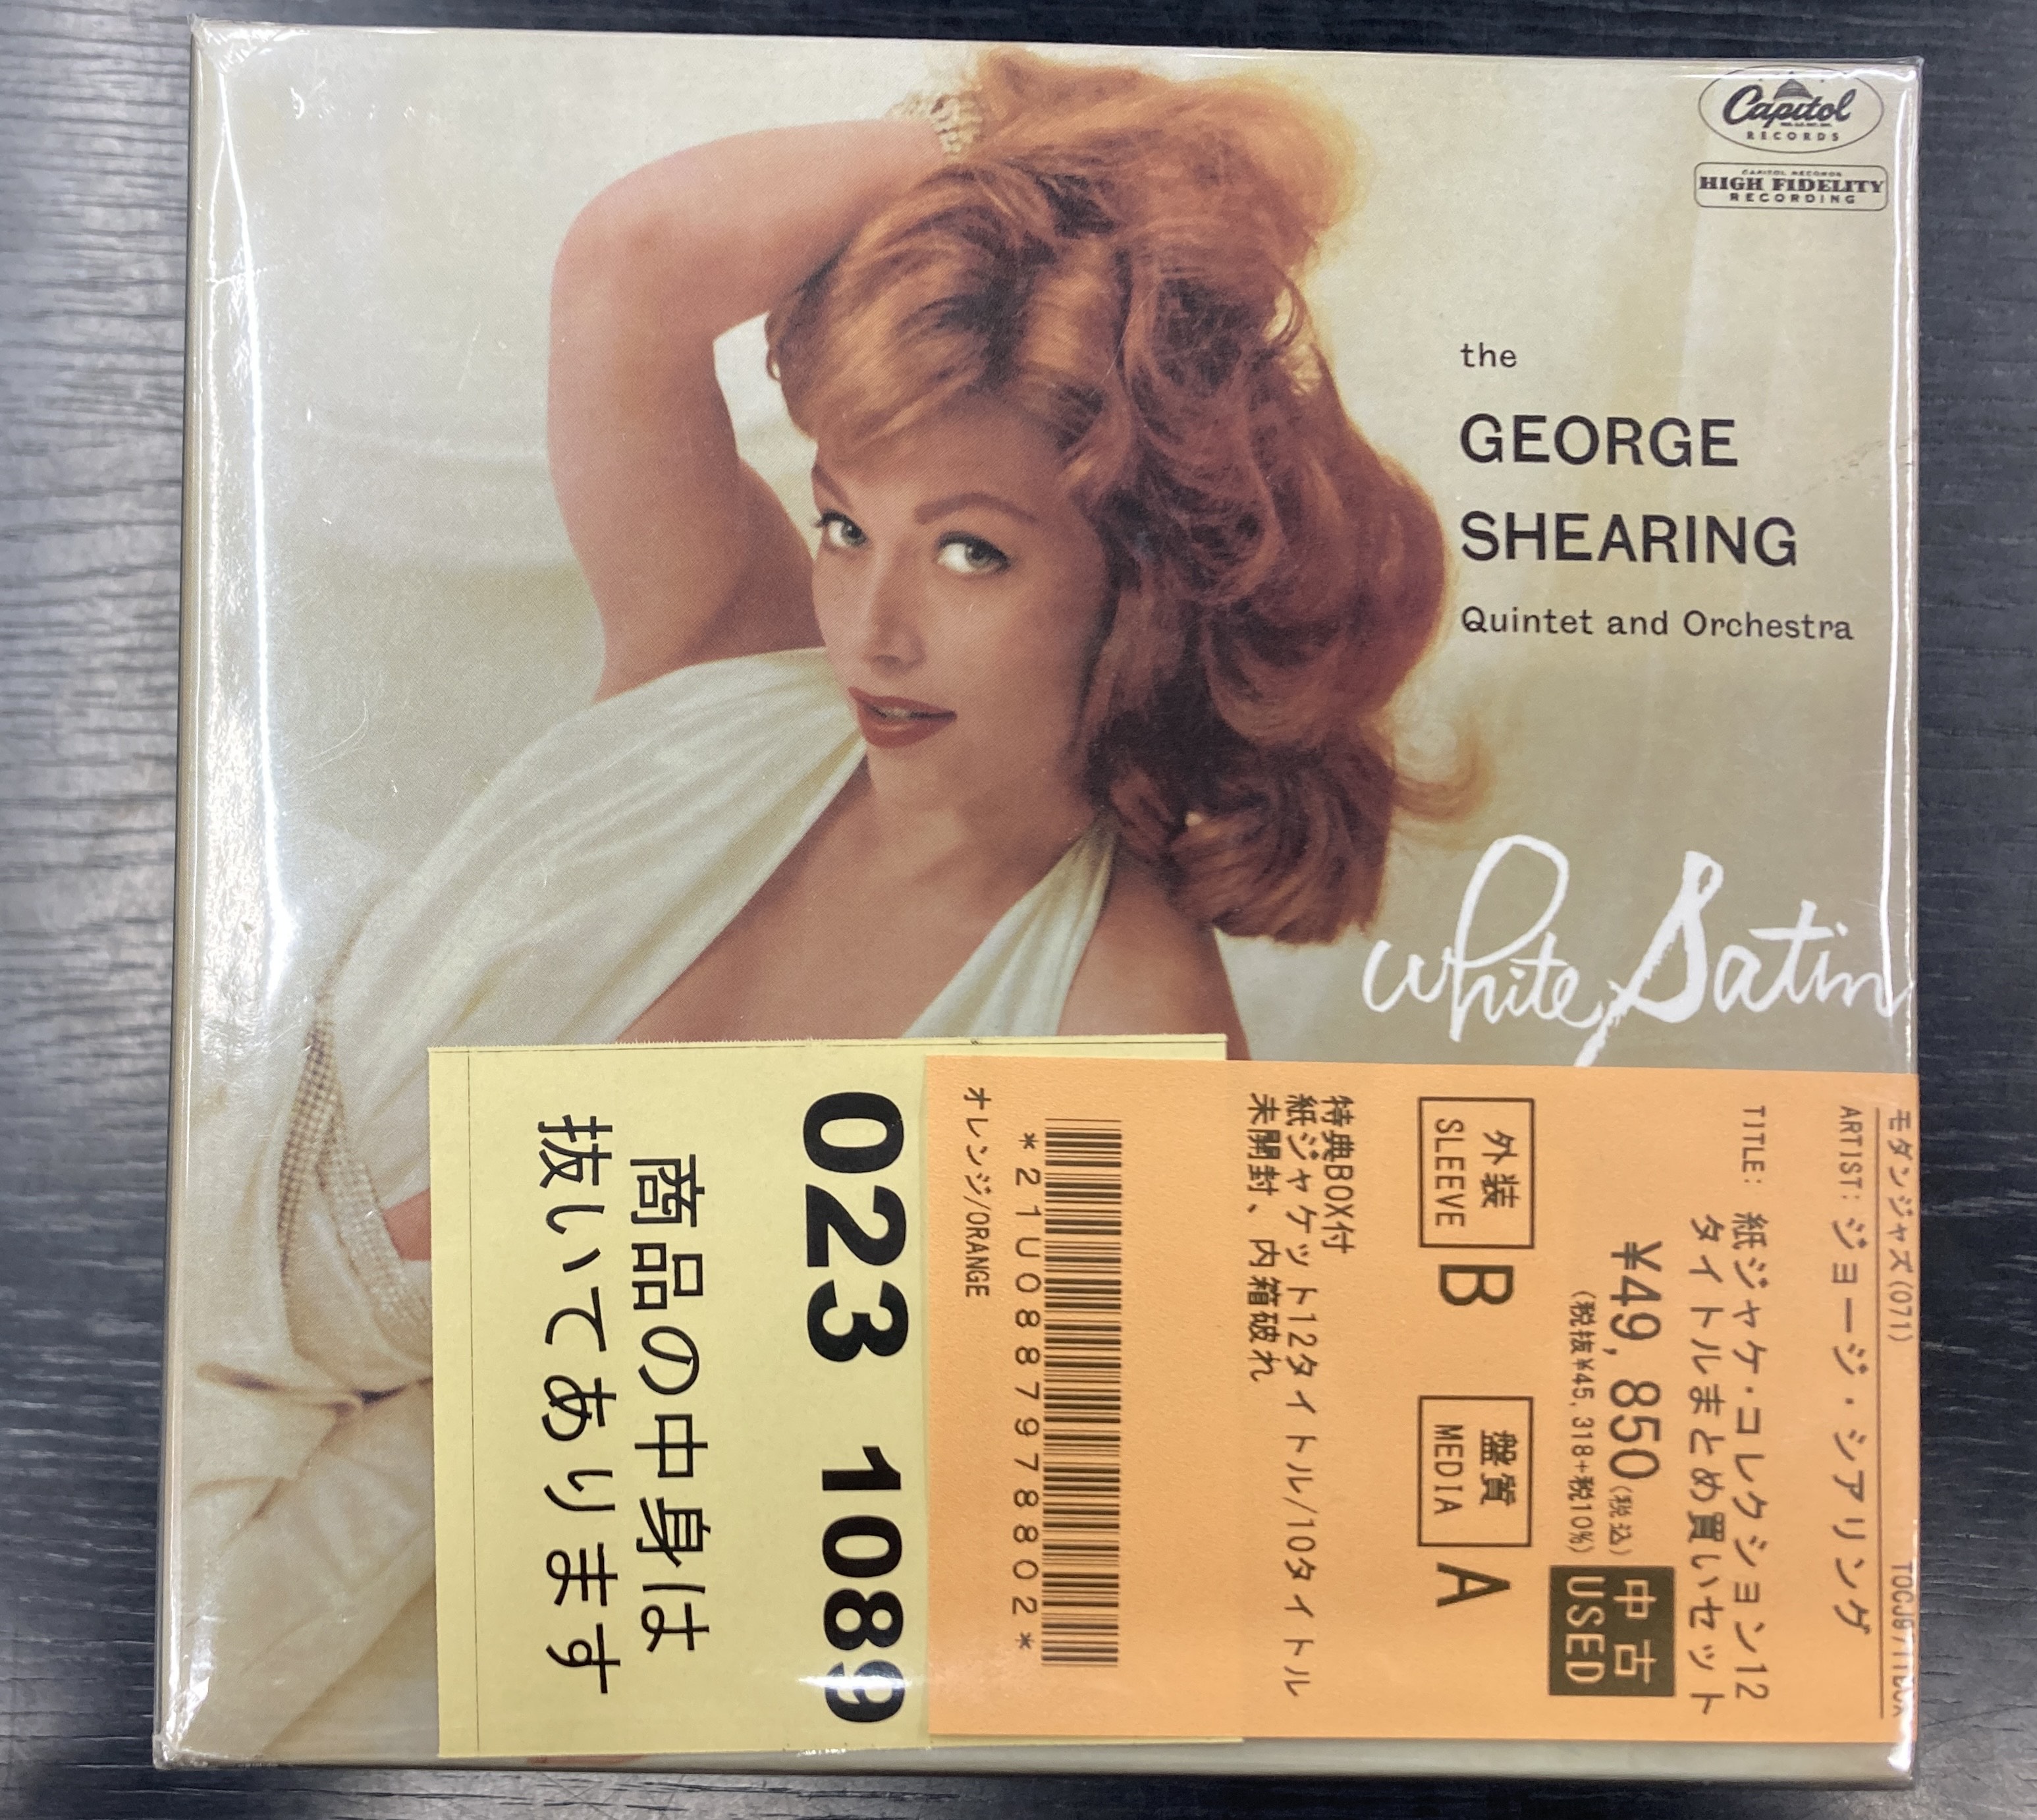 Capitol
RECORDS
CAPITOL RECORDS
HIGH FIDELITY
RECORDING
the
GEORGE
SHEARING
Quintet and Orchestra
White Satin
モダンジャズ(071)
ARTIST: ジョージ・シアリング
TITLE: 紙ジャケ・コレクション12
タイトルまとめ買いセット
¥49,850(税込)
(税抜¥45,318+税10%)
中古
USED
外装
SLEEVE
B
盤質
MEDIA
A
特典BOX付
紙ジャケット12タイトル/10タイトル
未開封、内箱破れ
*21U0887978802*
オレンジ/ORANGE
023 1089
商品の中身は
抜いてあります